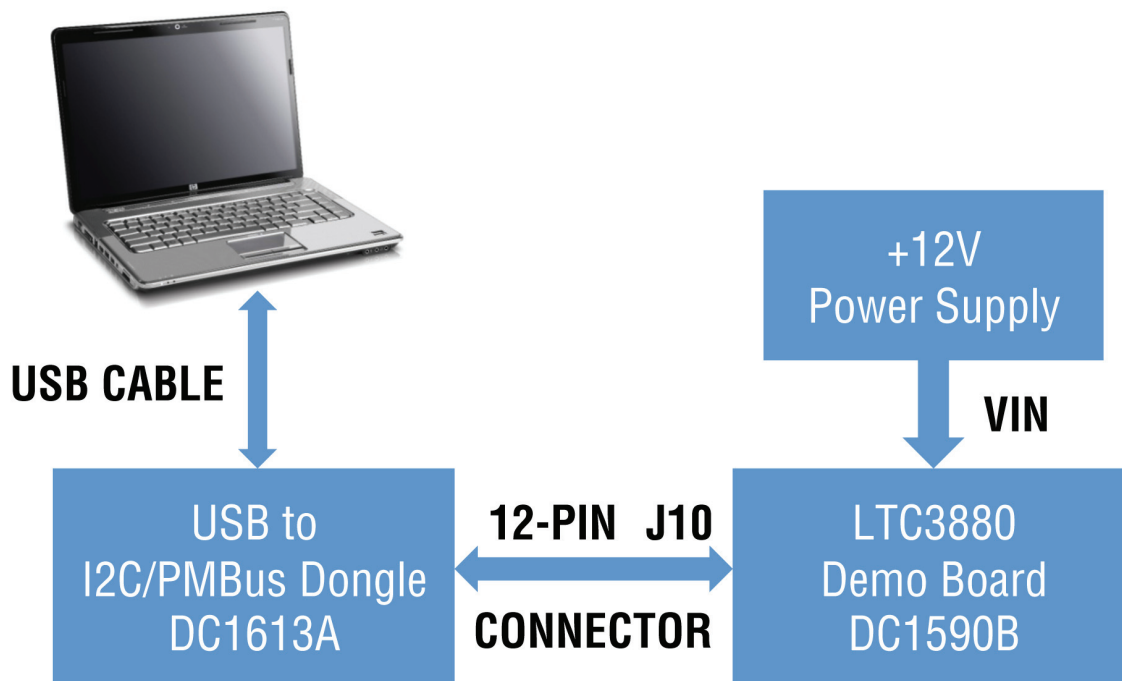 +12V
Power Supply
USB CABLE
VIN
USB to
I2C/PMBus Dongle
DC1613A
12-PIN J10
CONNECTOR
LTC3880
Demo Board
DC1590B